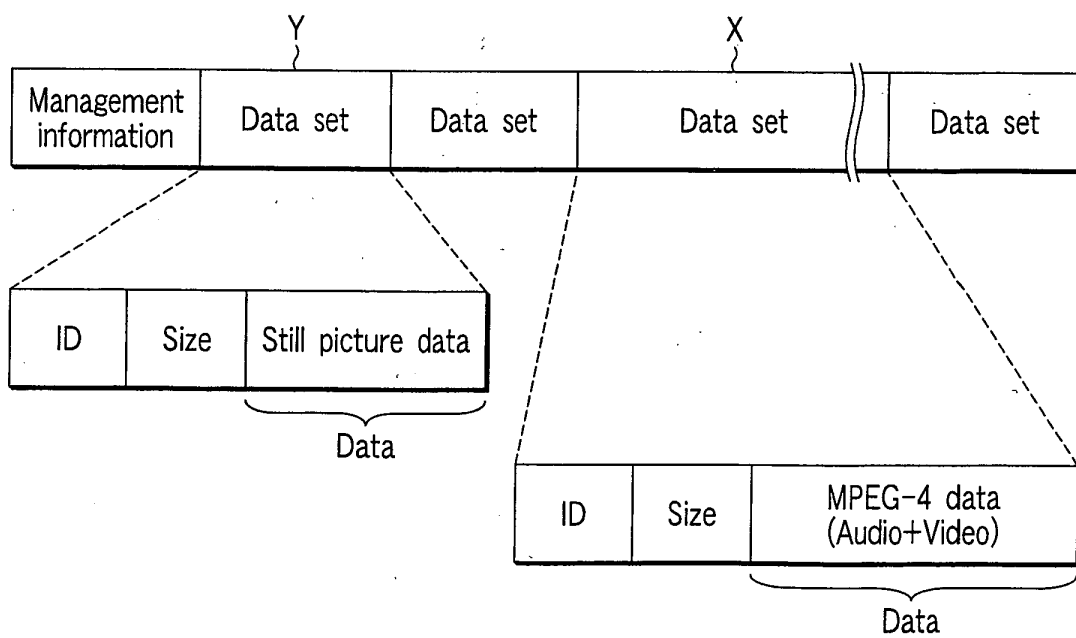 Y
X
Management
information
Data set
Data set
Data set
Data set
ID
Size
Still picture data
Data
ID
Size
MPEG-4 data
(Audio+Video)
Data